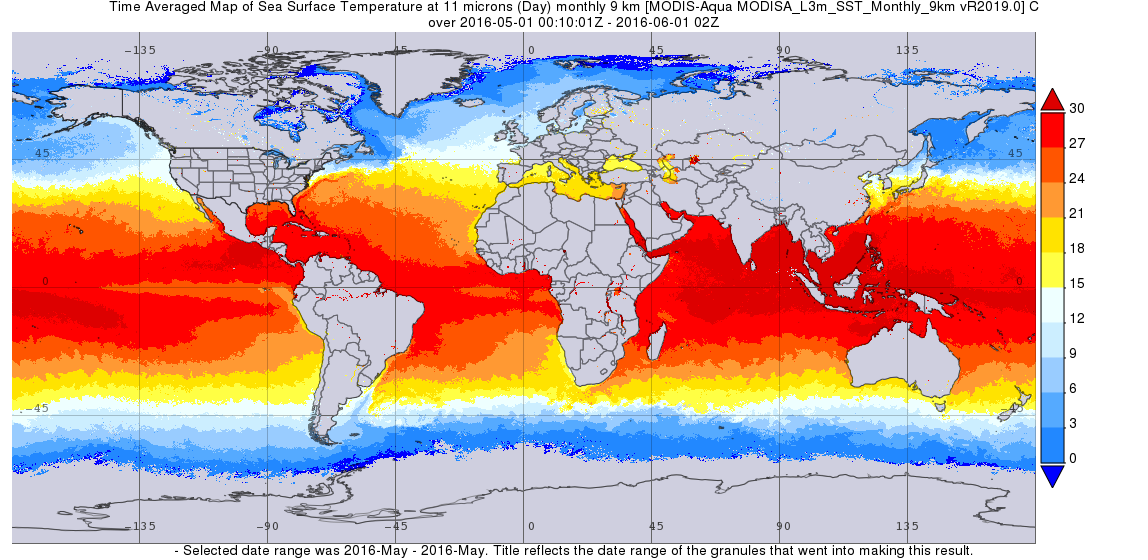 Time Averaged Map of Sea Surface Temperature at 11 microns (Day) monthly 9 km [MODIS-Aqua MODISA_L3m_SST_Monthly_9km vR2019.0] C
over 2016-05-01 00:10:01Z - 2016-06-01 02Z
-135 -90 -45 0 45 90 135
30
27
45 45
24
21
18
0 0
15
12
9
6
-45 -45
3
0
-135 -90 -45 0 45 90 135
- Selected date range was 2016-May - 2016-May. Title reflects the date range of the granules that went into making this result.